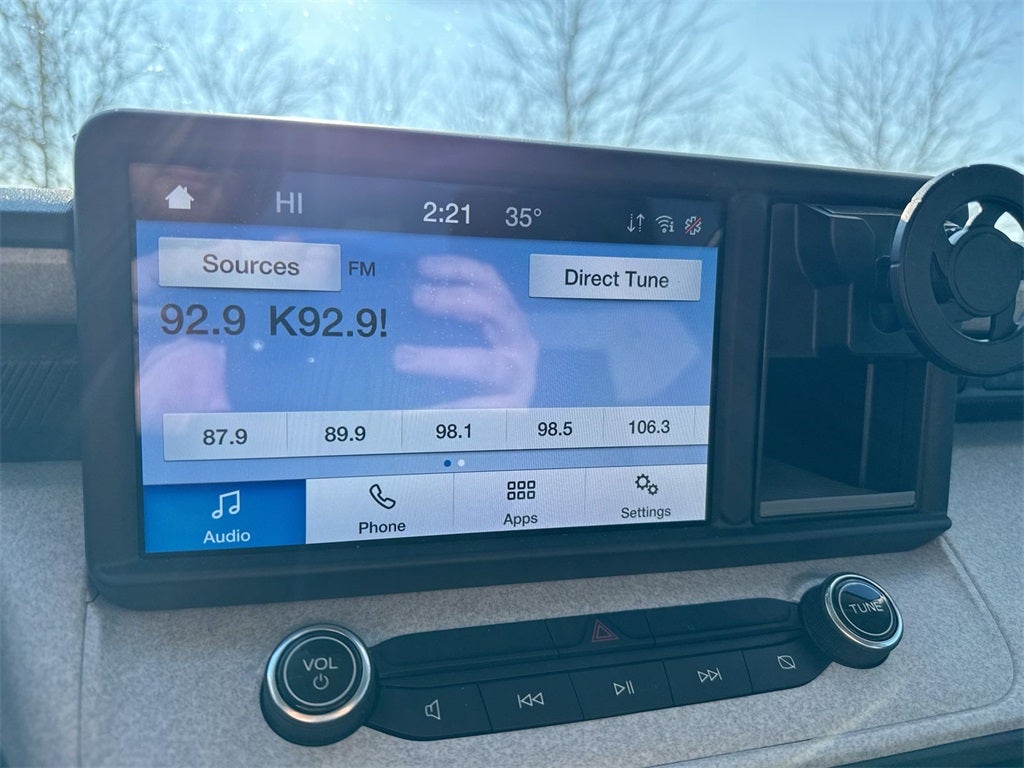 HI 2:21 35°
Sources FM Direct Tune
92.9 K92.9!
87.9 89.9 98.1 98.5 106.3
Audio Phone Apps Settings
VOL
TUNE